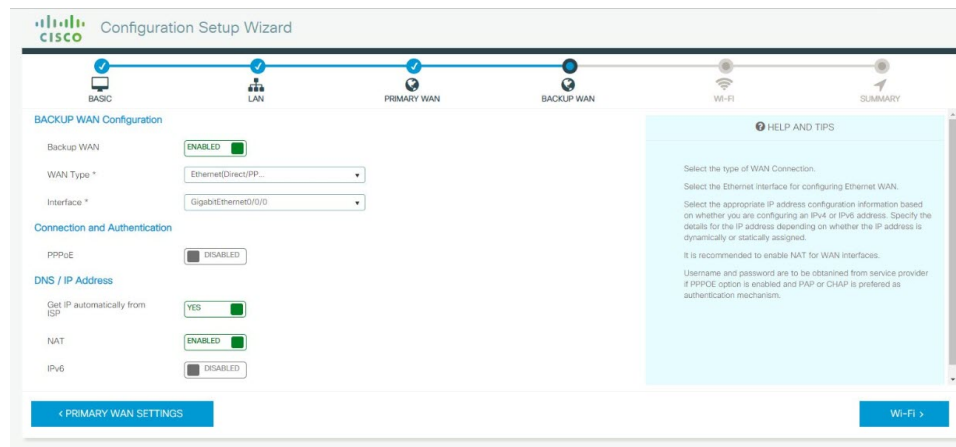 CISCO
Configuration Setup Wizard
BASIC
LAN
PRIMARY WAN
BACKUP WAN
WI-FI
SUMMARY
BACKUP WAN Configuration
Backup WAN
ENABLED
WAN Type *
Ethernet(Direct/PP...
Interface *
GigabitEthernet0/0/0
Connection and Authentication
PPPoE
DISABLED
DNS / IP Address
Get IP automatically from
ISP
YES
NAT
ENABLED
IPv6
DISABLED
HELP AND TIPS
Select the type of WAN Connection.
Select the Ethernet Interface for configuring Ethernet WAN.
Select the appropriate IP address configuration information based
on whether you are configuring an IPv4 or IPv6 address. Specify the
details for the IP address depending on whether the IP address is
dynamically or statically assigned.
It is recommended to enable NAT for WAN interfaces.
Username and password are to be obtanined from service provider
if PPPOE option is enabled and PAP or CHAP is prefered as
authentication mechanism.
< PRIMARY WAN SETTINGS
Wi-Fi >